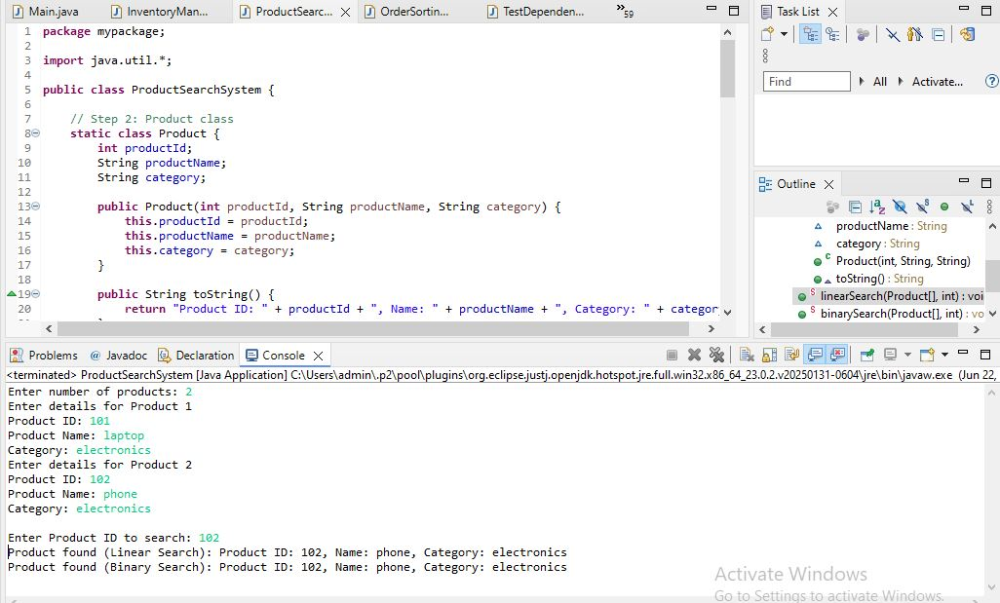 Main.java InventoryMan... ProductSearc... OrderSortin... TestDependen... »59
1 package mypackage;
2
3 import java.util.*;
4
5 public class ProductSearchSystem {
6
7 // Step 2: Product class
8 static class Product {
9 int productId;
10 String productName;
11 String category;
12
13 public Product(int productId, String productName, String category) {
14 this.productId = productId;
15 this.productName = productName;
16 this.category = category;
17 }
18
19 public String toString() {
20 return "Product ID: " + productId + ", Name: " + productName + ", Category: " + categor
Task List
Find All Activate...
Outline
productName : String
category : String
Product(int, String, String)
toString() : String
linearSearch(Product[], int) : voi
binarySearch(Product[], int) : vo
Problems Javadoc Declaration Console
<terminated> ProductSearchSystem [Java Application] C:\Users\admin\.p2\pool\plugins\org.eclipse.justj.openjdk.hotspot.jre.full.win32.x86_64_23.0.2.v20250131-0604\jre\bin\javaw.exe (Jun 22,
Enter number of products: 2
Enter details for Product 1
Product ID: 101
Product Name: laptop
Category: electronics
Enter details for Product 2
Product ID: 102
Product Name: phone
Category: electronics
Enter Product ID to search: 102
Product found (Linear Search): Product ID: 102, Name: phone, Category: electronics
Product found (Binary Search): Product ID: 102, Name: phone, Category: electronics
Activate Windows
Go to Settings to activate Windows.